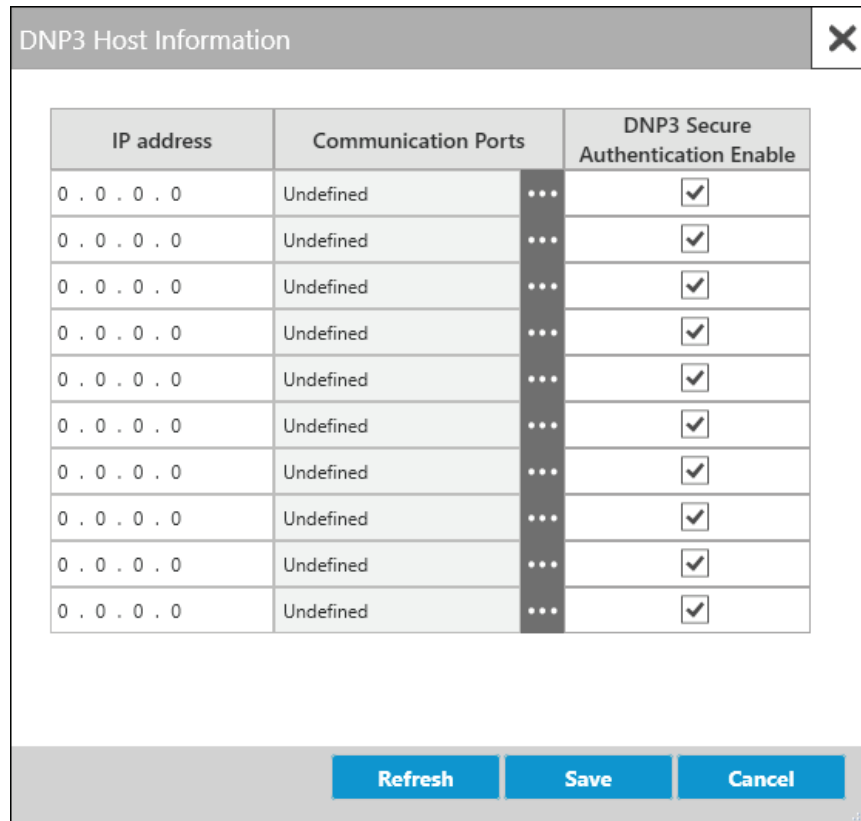 DNP3 Host Information
IP address Communication Ports DNP3 Secure
Authentication Enable
0 . 0 . 0 . 0 Undefined
0 . 0 . 0 . 0 Undefined
0 . 0 . 0 . 0 Undefined
0 . 0 . 0 . 0 Undefined
0 . 0 . 0 . 0 Undefined
0 . 0 . 0 . 0 Undefined
0 . 0 . 0 . 0 Undefined
0 . 0 . 0 . 0 Undefined
0 . 0 . 0 . 0 Undefined
0 . 0 . 0 . 0 Undefined
Refresh Save Cancel